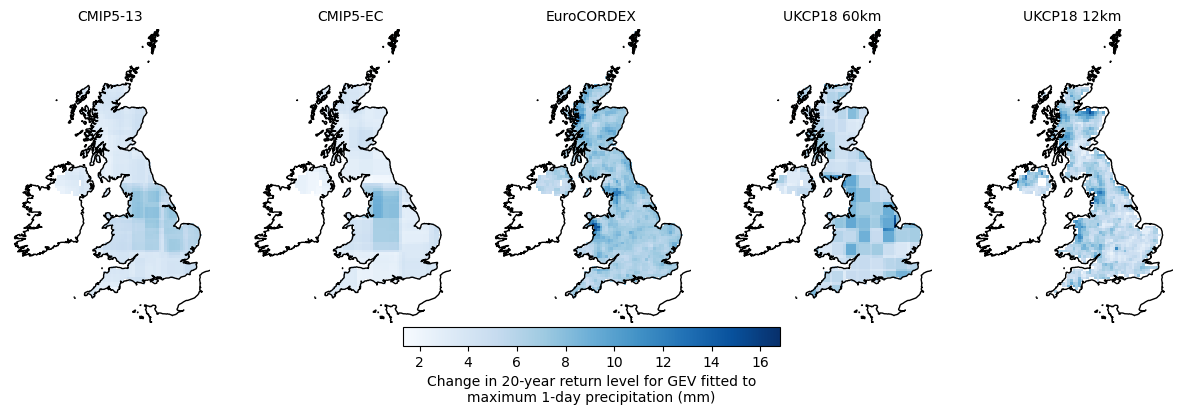 CMIP5-13
CMIP5-EC
EuroCORDEX
UKCP18 60km
UKCP18 12km
2 4 6 8 10 12 14 16
Change in 20-year return level for GEV fitted to
maximum 1-day precipitation (mm)